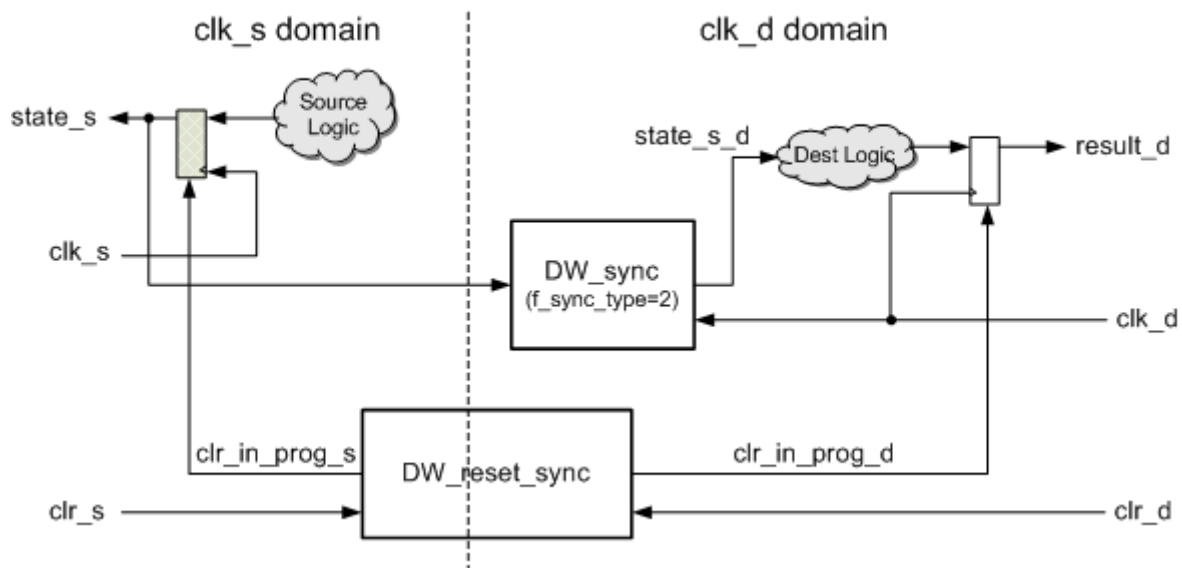 clk_s domain
clk_d domain
state_s
Source
Logic
state_s_d
Dest Logic
result_d
clk_s
DW_sync
(f_sync_type=2)
clk_d
clr_in_prog_s
DW_reset_sync
clr_in_prog_d
clr_s
clr_d